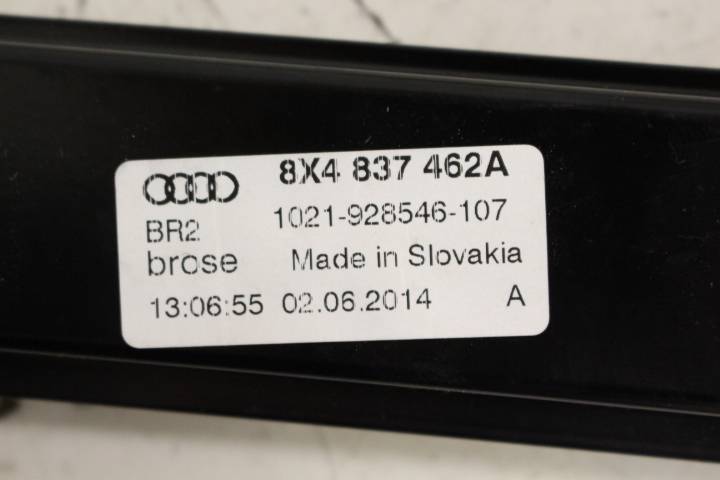 8X4 837 462A
BR2 1021-928546-107
brose Made in Slovakia
13:06:55 02.06.2014 A